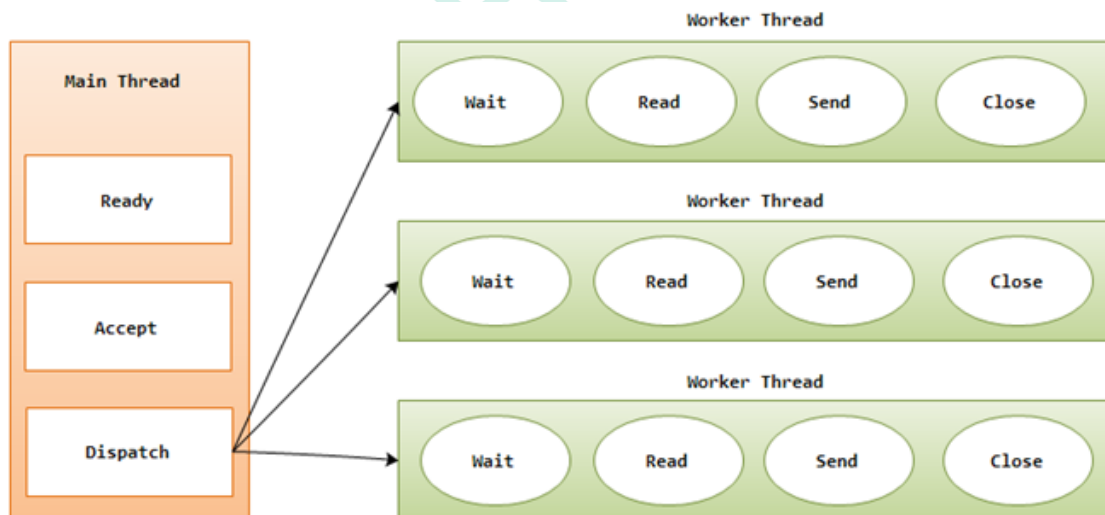 Main Thread
Ready
Accept
Dispatch
Worker Thread
Wait Read Send Close
Worker Thread
Wait Read Send Close
Worker Thread
Wait Read Send Close